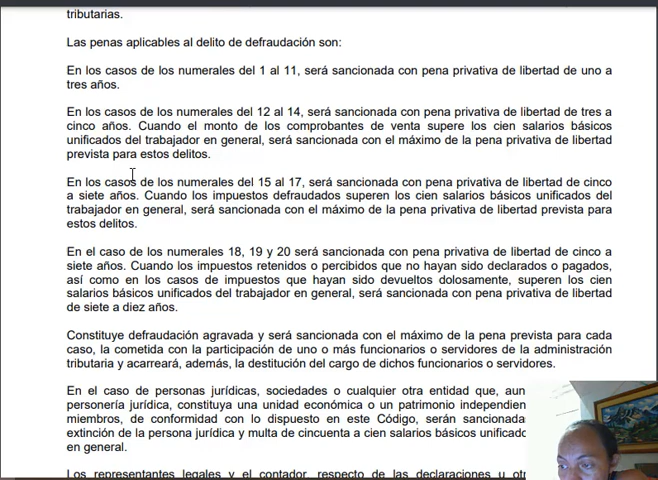 tributarias.
Las penas aplicables al delito de defraudación son:
En los casos de los numerales del 1 al 11, será sancionada con pena privativa de libertad de uno a
tres años.
En los casos de los numerales del 12 al 14, será sancionada con pena privativa de libertad de tres a
cinco años. Cuando el monto de los comprobantes de venta supere los cien salarios básicos
unificados del trabajador en general, será sancionada con el máximo de la pena privativa de libertad
prevista para estos delitos.
En los casos de los numerales del 15 al 17, será sancionada con pena privativa de libertad de cinco
a siete años. Cuando los impuestos defraudados superen los cien salarios básicos unificados del
trabajador en general, será sancionada con el máximo de la pena privativa de libertad prevista para
estos delitos.
En el caso de los numerales 18, 19 y 20 será sancionada con pena privativa de libertad de cinco a
siete años. Cuando los impuestos retenidos o percibidos que no hayan sido declarados o pagados,
así como en los casos de impuestos que hayan sido devueltos dolosamente, superen los cien
salarios básicos unificados del trabajador en general, será sancionada con pena privativa de libertad
de siete a diez años.
Constituye defraudación agravada y será sancionada con el máximo de la pena prevista para cada
caso, la cometida con la participación de uno o más funcionarios o servidores de la administración
tributaria y acarreará, además, la destitución del cargo de dichos funcionarios o servidores.
En el caso de personas jurídicas, sociedades o cualquier otra entidad que, aun
personería jurídica, constituya una unidad económica o un patrimonio independien
miembros, de conformidad con lo dispuesto en este Código, serán sancionada
extinción de la persona jurídica y multa de cincuenta a cien salarios básicos unificado
en general.
Los representantes legales y el contador, respecto de las declaraciones u otr